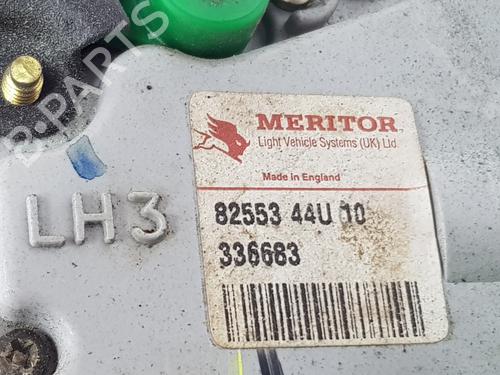 B-PARTS
MERITOR
Light Vehicle Systems (UK) Ltd
Made in England
LH3
82553 44U 10
336683